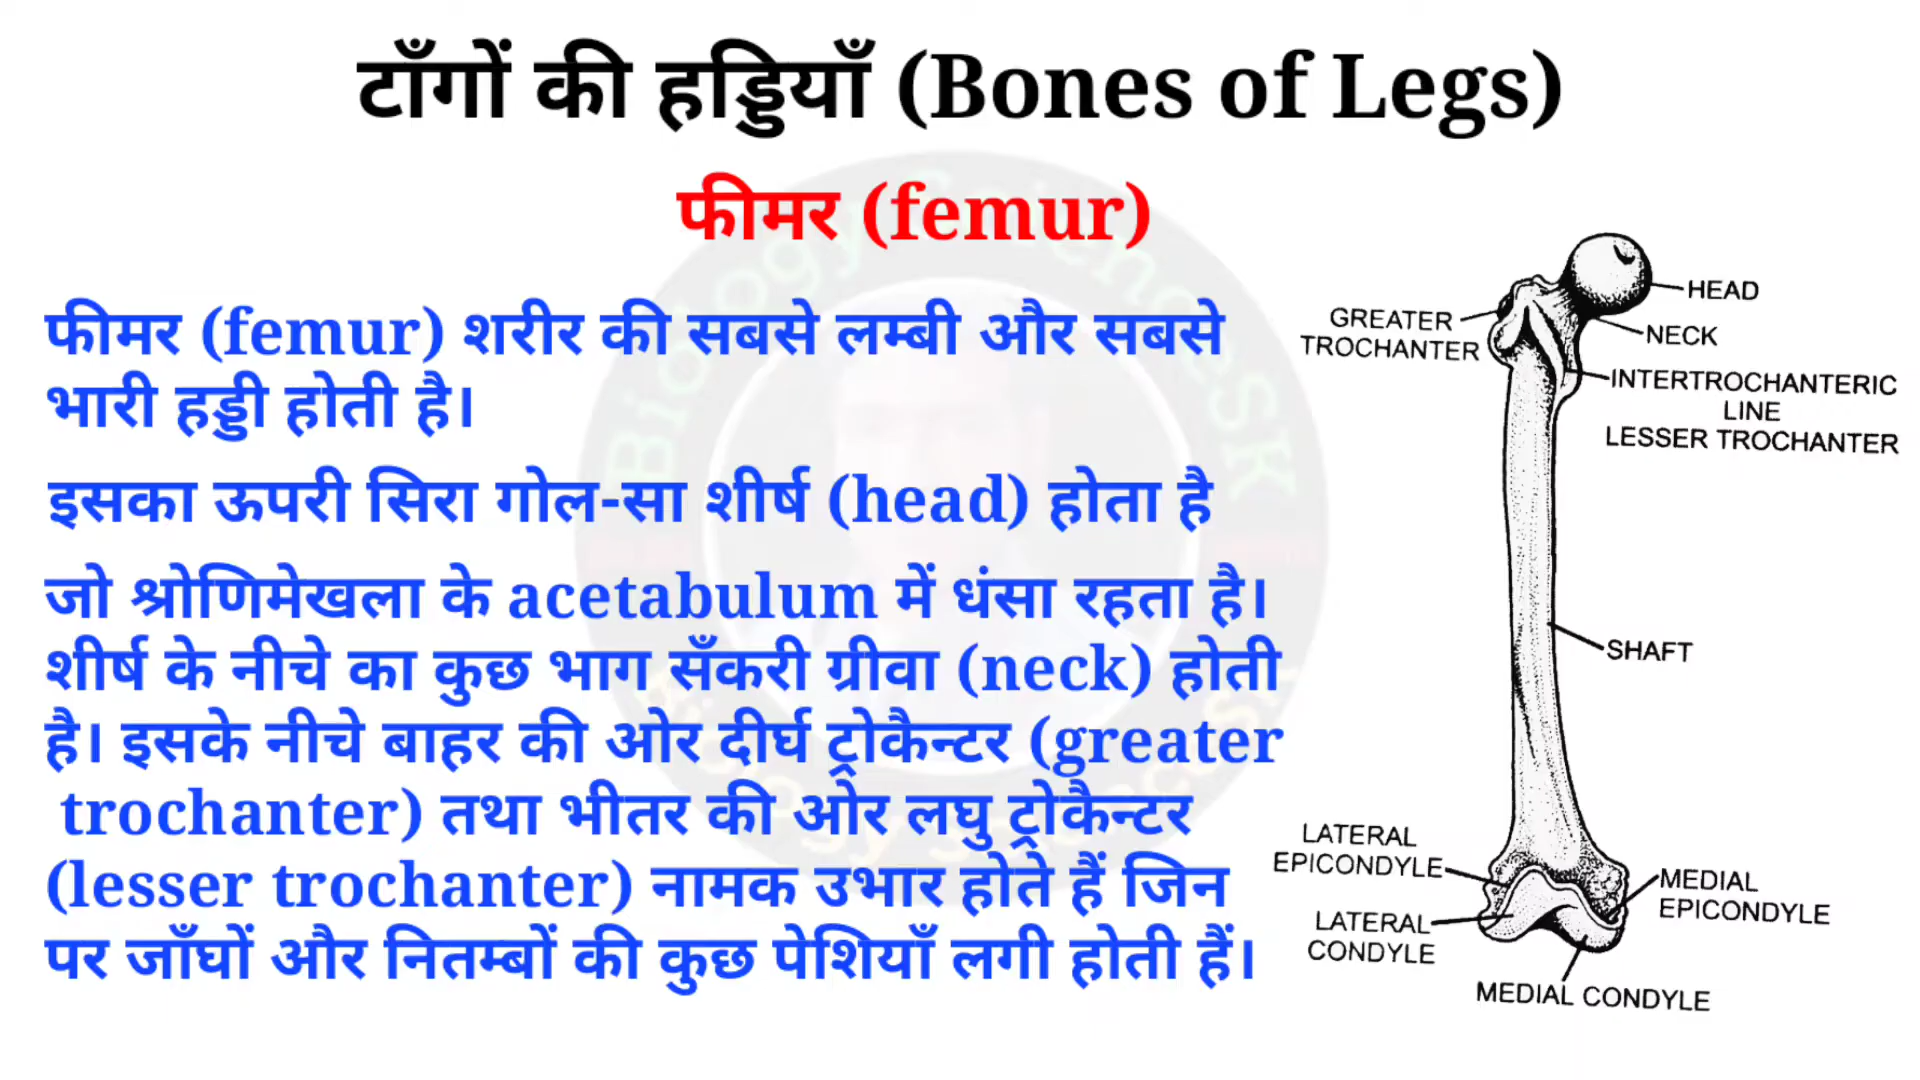 टाँगों की हड्डियाँ (Bones of Legs)
फीमर (femur)
फीमर (femur) शरीर की सबसे लम्बी और सबसे
भारी हड्डी होती है।
इसका ऊपरी सिरा गोल-सा शीर्ष (head) होता है
जो श्रोणिमेखला के acetabulum में धंसा रहता है।
शीर्ष के नीचे का कुछ भाग सँकरी ग्रीवा (neck) होती
है। इसके नीचे बाहर की ओर दीर्घ ट्रोकैन्टर (greater
trochanter) तथा भीतर की ओर लघु ट्रोकैन्टर
(lesser trochanter) नामक उभार होते हैं जिन
पर जाँघों और नितम्बों की कुछ पेशियाँ लगी होती हैं।
HEAD
GREATER
TROCHANTER
NECK
INTERTROCHANTERIC
LINE
LESSER TROCHANTER
SHAFT
LATERAL
EPICONDYLE
MEDIAL
EPICONDYLE
LATERAL
CONDYLE
MEDIAL CONDYLE